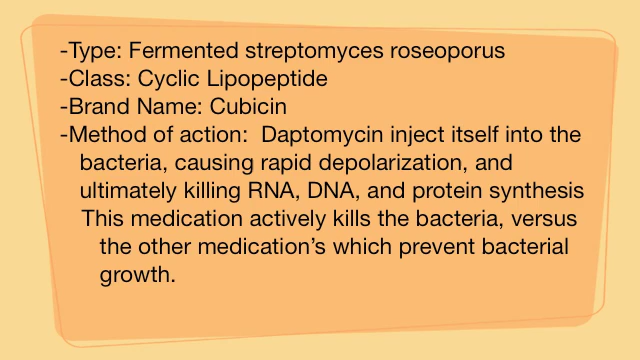 -Type: Fermented streptomyces roseoporus
-Class: Cyclic Lipopeptide
-Brand Name: Cubicin
-Method of action:  Daptomycin inject itself into the
bacteria, causing rapid depolarization, and
ultimately killing RNA, DNA, and protein synthesis
This medication actively kills the bacteria, versus
the other medication’s which prevent bacterial
growth.